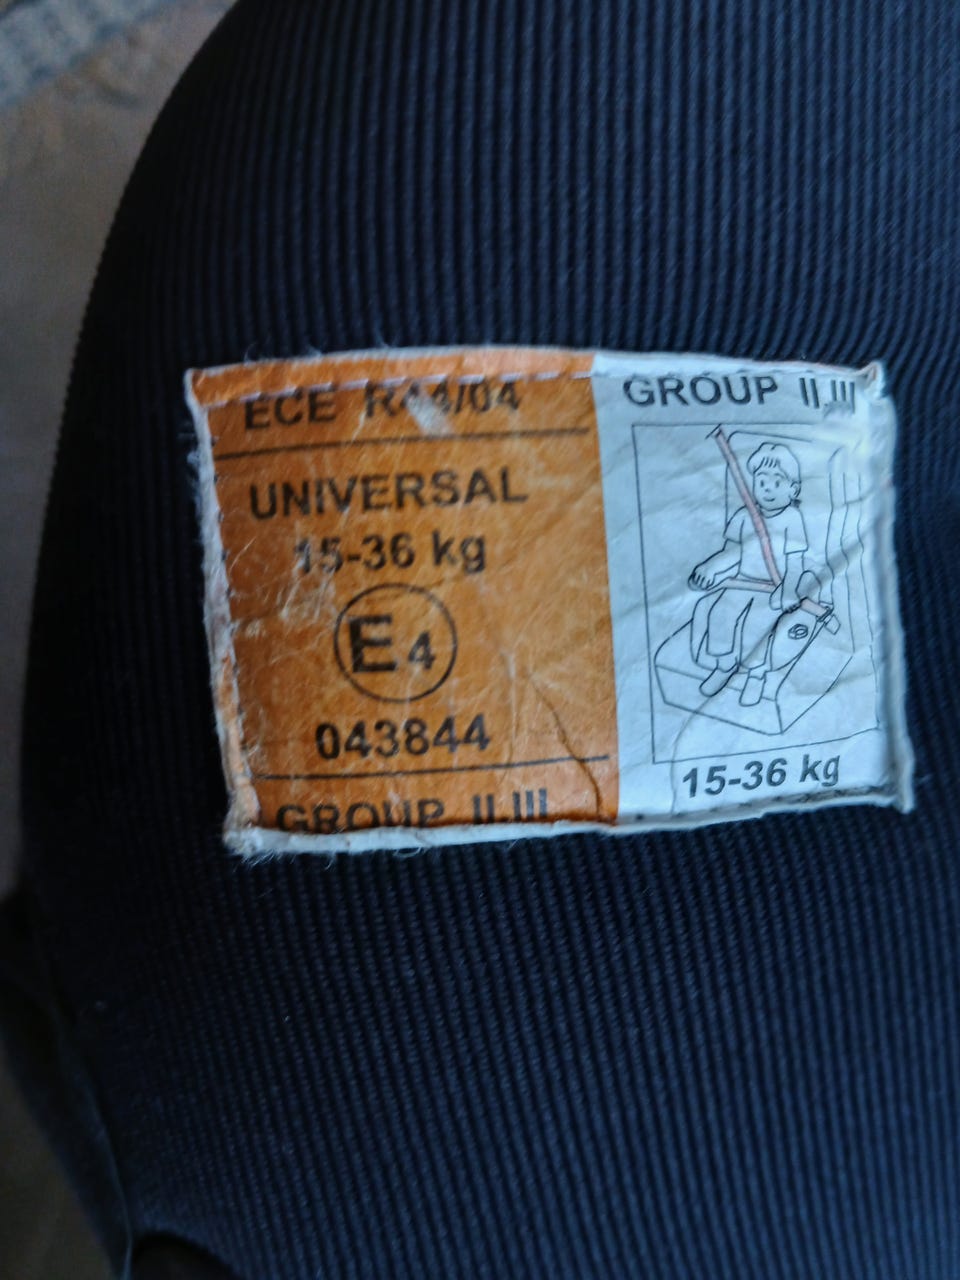 ECE R44/04
UNIVERSAL
15-36 kg
E4
043844
GROUP II.III
GROUP II.III
15-36 kg